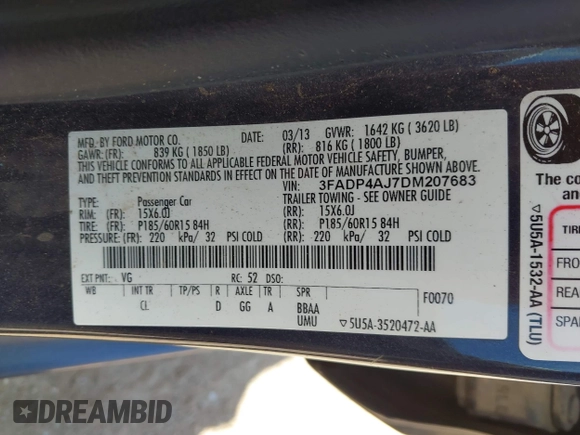 MFD. BY FORD MOTOR CO. DATE: 03/13 GVWR: 1642 KG ( 3620 LB)
GAWR: (FR): 839 KG ( 1850 LB) (RR): 816 KG ( 1800 LB)
THIS VEHICLE CONFORMS TO ALL APPLICABLE FEDERAL MOTOR VEHICLE SAFETY, BUMPER,
AND THEFT PREVENTION STANDARDS IN EFFECT ON THE DATE OF MANUFACTURE SHOWN ABOVE.
VIN: 3FADP4AJ7DM207683
TYPE: Passenger Car TRAILER TOWING - SEE OWNER GUIDE
RIM: (FR) 15X6.0J (RR): 15X6.0J
TIRE: (FR) P185/60R15 84H (RR): P185/60R15 84H
PRESSURE: (FR) 220 kPa/ 32 PSI COLD (RR): 220 kPa/ 32 PSI COLD
EXT PNT: VG RC: 52 DSO:
WB INT TR TP/PS R AXLE TR SPR F0070
CL D GG A BBAA
UMU ▽5U5A-3520472-AA
The co
an
TIRE
FRO
REA
SPA
▽5U5A-1532-AA (TLU)
DREAMBID